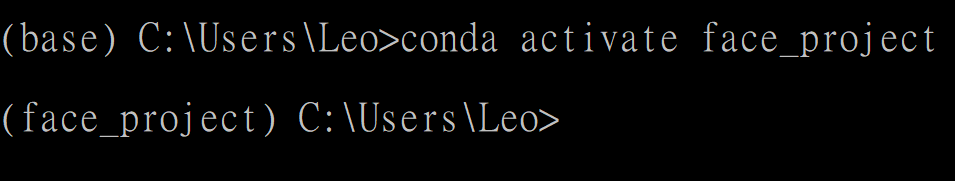 (base) C:\Users\Leo>conda activate face_project
(face_project) C:\Users\Leo>